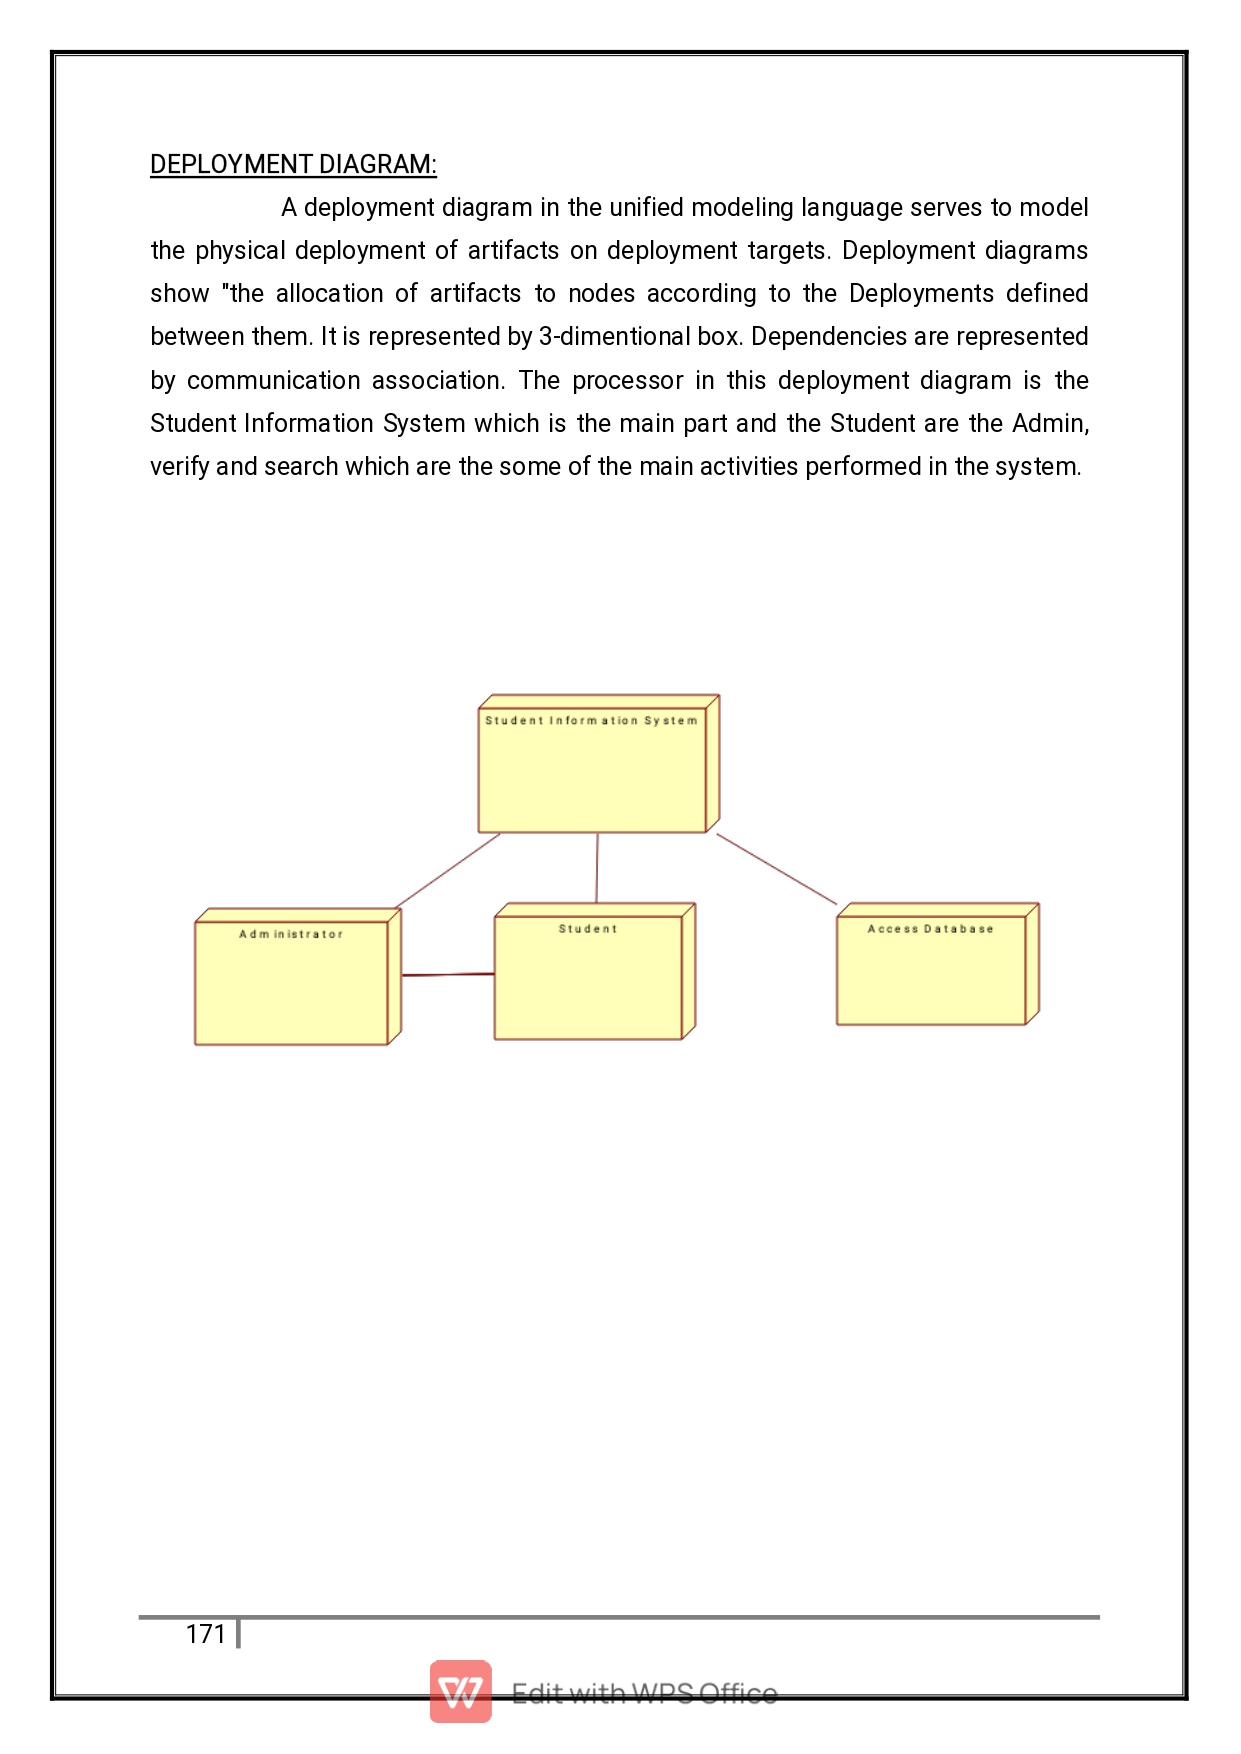 DEPLOYMENT DIAGRAM:
A deployment diagram in the unified modeling language serves to model
the physical deployment of artifacts on deployment targets. Deployment diagrams
show "the allocation of artifacts to nodes according to the Deployments defined
between them. It is represented by 3-dimentional box. Dependencies are represented
by communication association. The processor in this deployment diagram is the
Student Information System which is the main part and the Student are the Admin,
verify and search which are the some of the main activities performed in the system.
Student Information System
Administrator
Student
Access Database
171
Edit with WPS Office